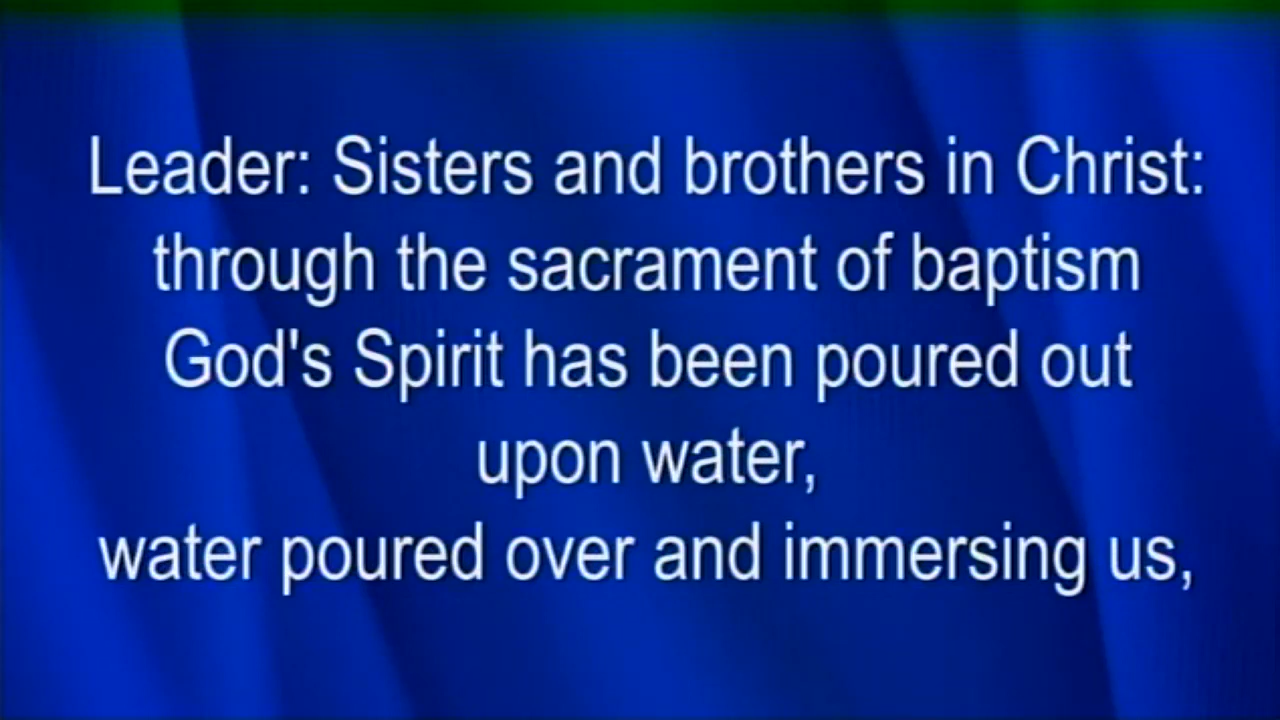 Leader: Sisters and brothers in Christ:
through the sacrament of baptism
God's Spirit has been poured out
upon water,
water poured over and immersing us,